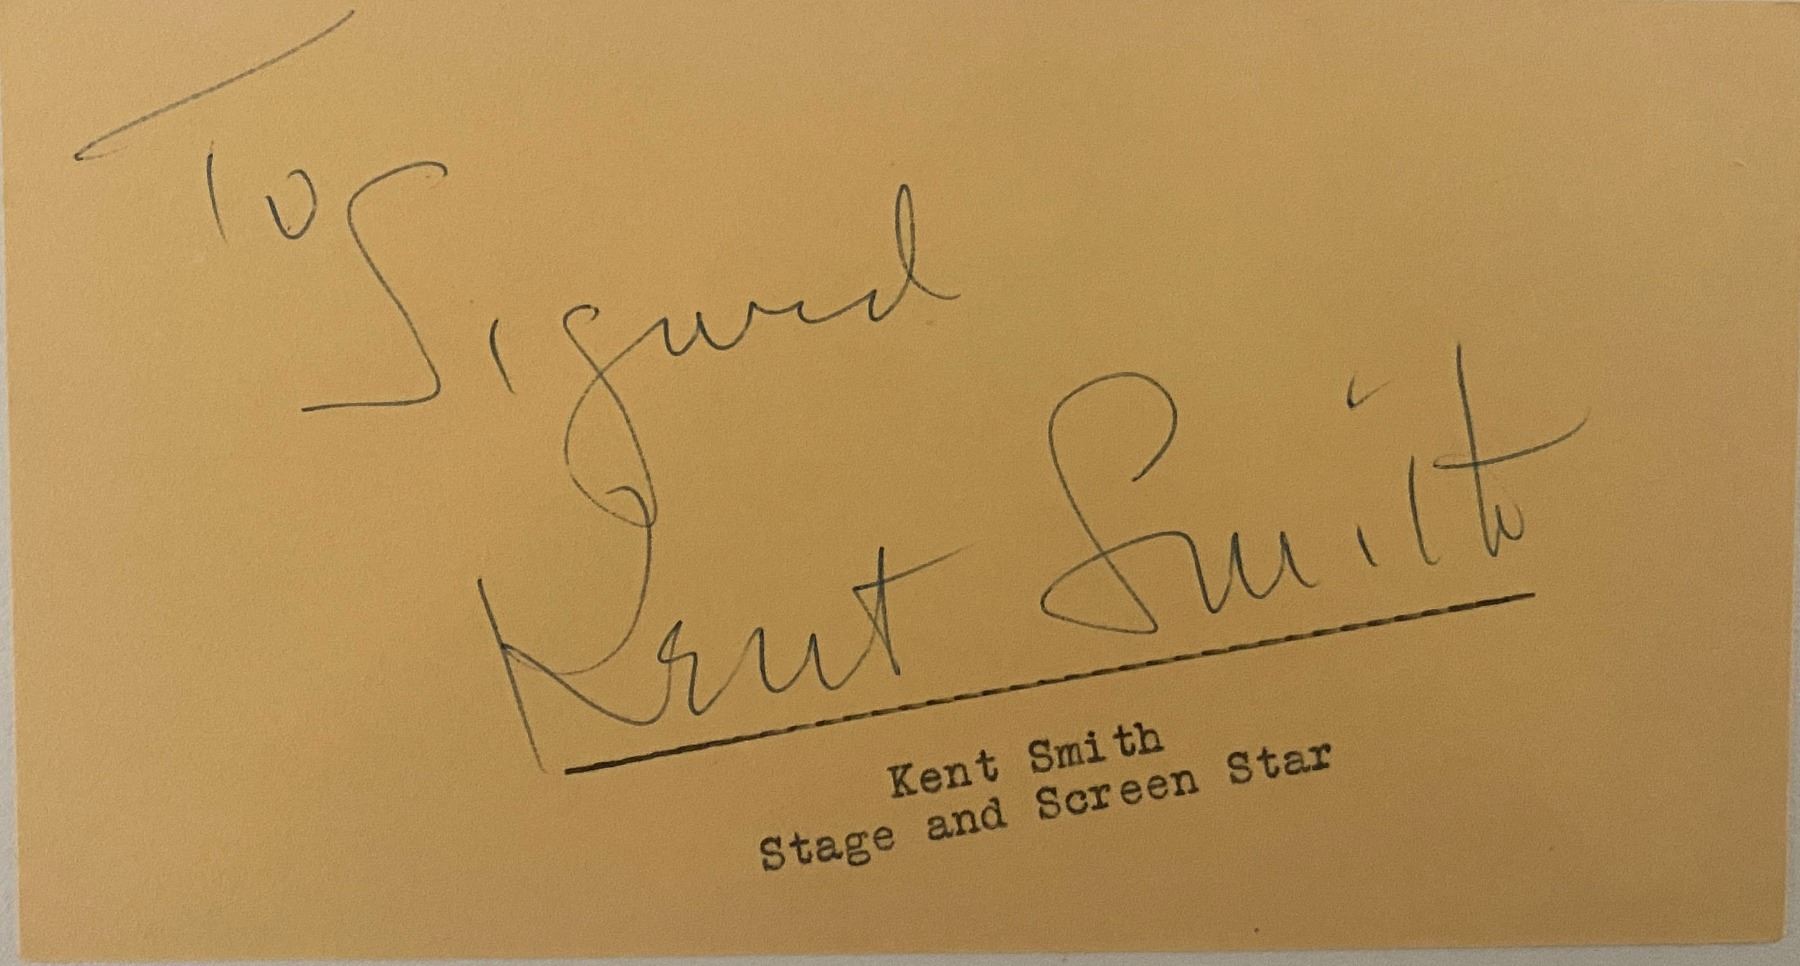 To Sigurd
Kent Smith
Kent Smith
Stage and Screen Star